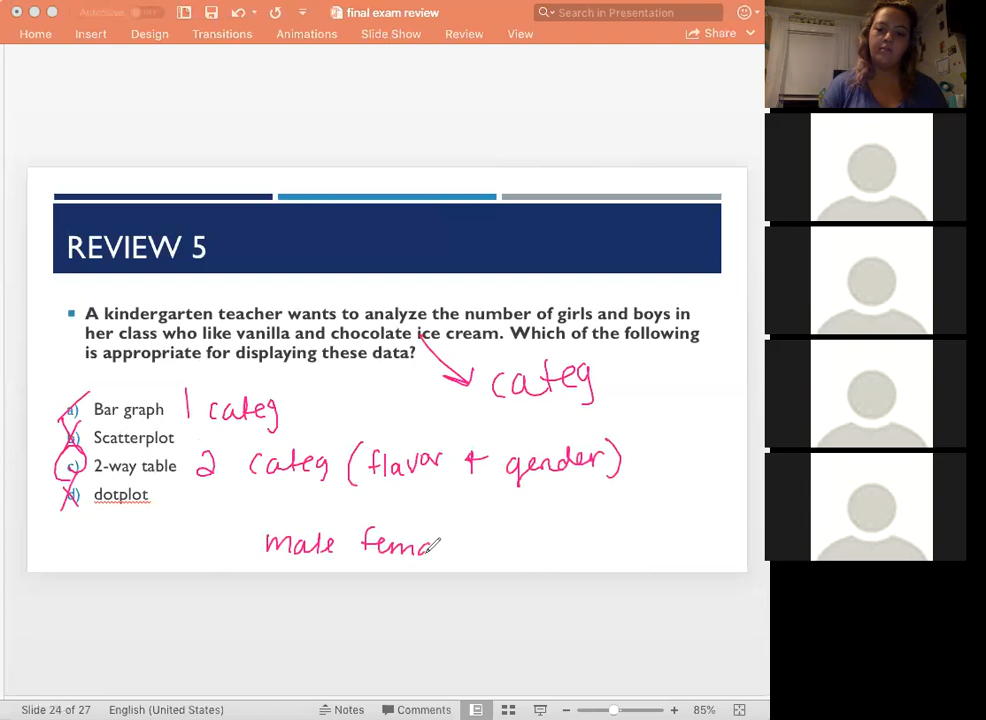 AutoSave OFF final exam review Search in Presentation
Home Insert Design Transitions Animations Slide Show Review View Share
REVIEW 5
A kindergarten teacher wants to analyze the number of girls and boys in
her class who like vanilla and chocolate ice cream. Which of the following
is appropriate for displaying these data?
categ
a) Bar graph 1 categ
b) Scatterplot
c) 2-way table 2 categ (flavor + gender)
d) dotplot
male fema
Slide 24 of 27 English (United States) Notes Comments 85%